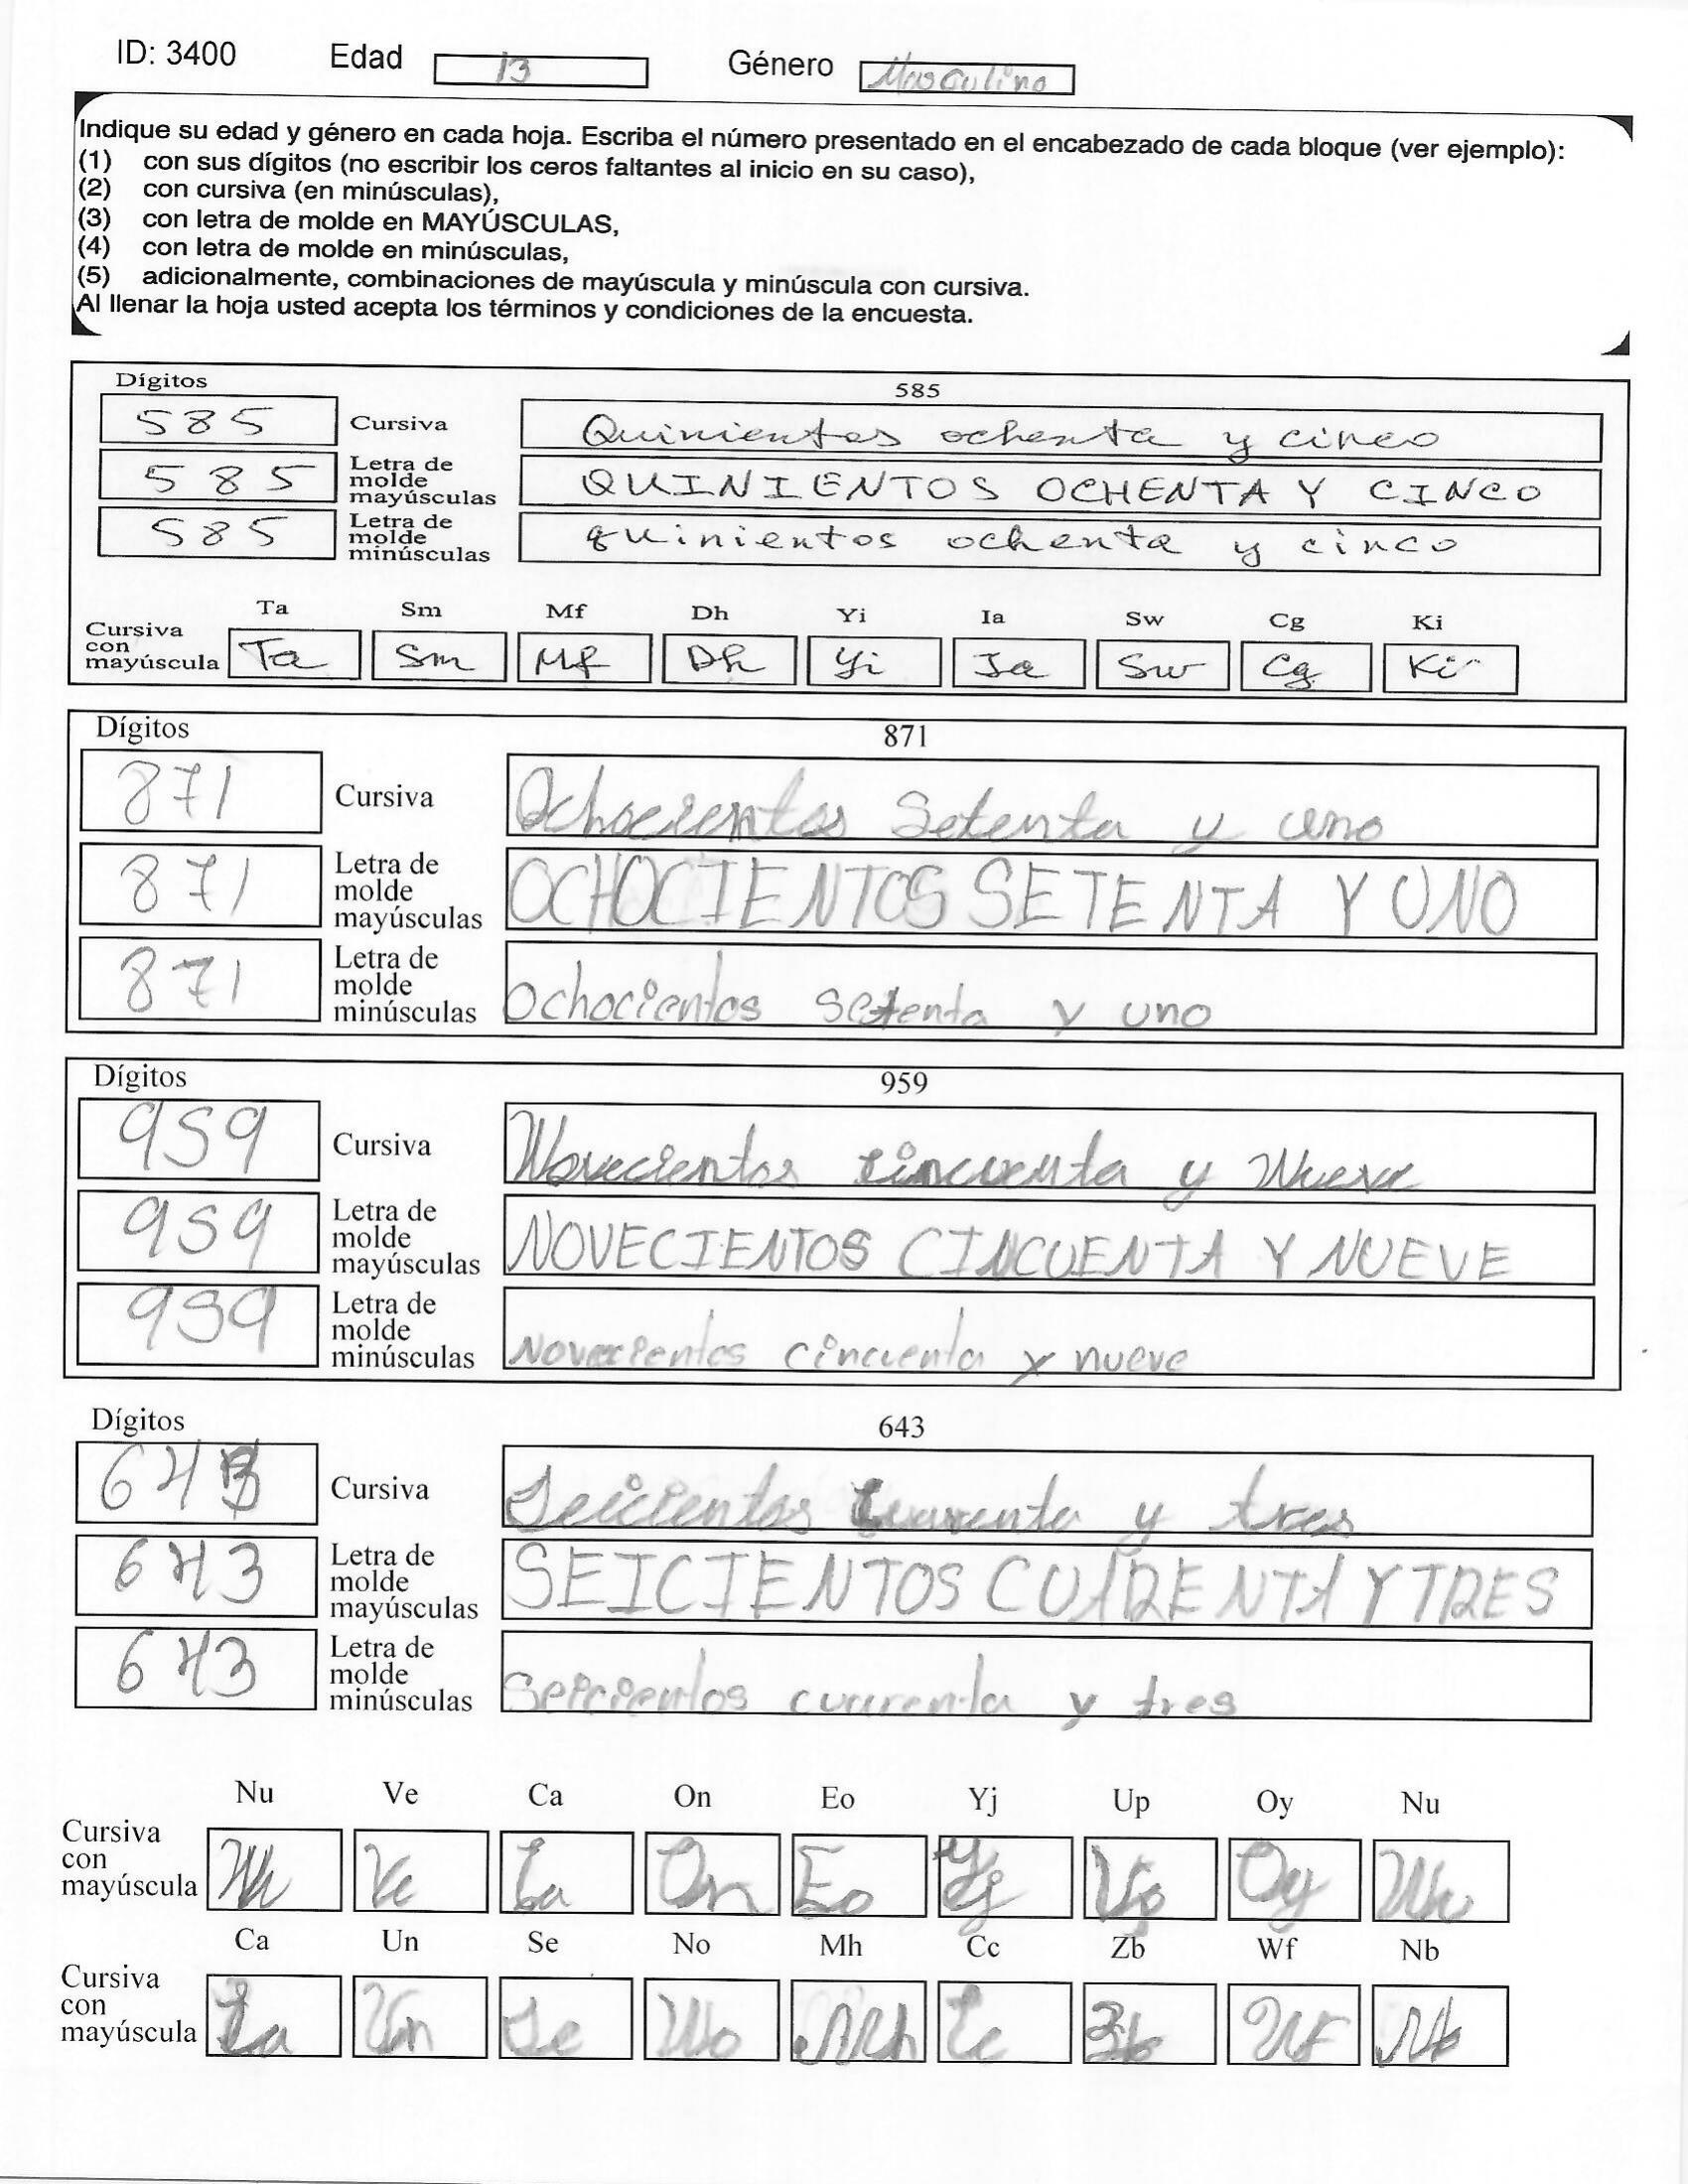 ID: 3400 Edad 13 Género Masculino
Indique su edad y género en cada hoja. Escriba el número presentado en el encabezado de cada bloque (ver ejemplo):
(1) con sus dígitos (no escribir los ceros faltantes al inicio en su caso),
(2) con cursiva (en minúsculas),
(3) con letra de molde en MAYÚSCULAS,
(4) con letra de molde en minúsculas,
(5) adicionalmente, combinaciones de mayúscula y minúscula con cursiva.
Al llenar la hoja usted acepta los términos y condiciones de la encuesta.
Dígitos 585
585 Cursiva Quinientos ochenta y cinco
585 Letra de molde mayúsculas QUINIENTOS OCHENTA Y CINCO
585 Letra de molde minúsculas quinientos ochenta y cinco
Ta Sm Mf Dh Yi Ia Sw Cg Ki
Cursiva con mayúscula Ta Sm Mf Dh Yi Ia Sw Cg Ki
Dígitos 871
871 Cursiva Ochocientos Setenta y uno
871 Letra de molde mayúsculas OCHOCIENTOS SETENTA Y UNO
871 Letra de molde minúsculas Ochocientos setenta y uno
Dígitos 959
959 Cursiva Novecientos cincuenta y Nueve
959 Letra de molde mayúsculas NOVECIENTOS CINCUENTA Y NUEVE
959 Letra de molde minúsculas Novecientos cincuenta y nueve
Dígitos 643
643 Cursiva Seicientos cuarenta y tres
643 Letra de molde mayúsculas SEICIENTOS CUARENTA Y TRES
643 Letra de molde minúsculas Seicientos cuarenta y tres
Nu Ve Ca On Eo Yj Up Oy Nu
Cursiva con mayúscula Nu Ve Ca On Eo Yj Up Oy Nu
Ca Un Se No Mh Cc Zb Wf Nb
Cursiva con mayúscula Ca Un Se No Mh Cc Zb Wf Nb